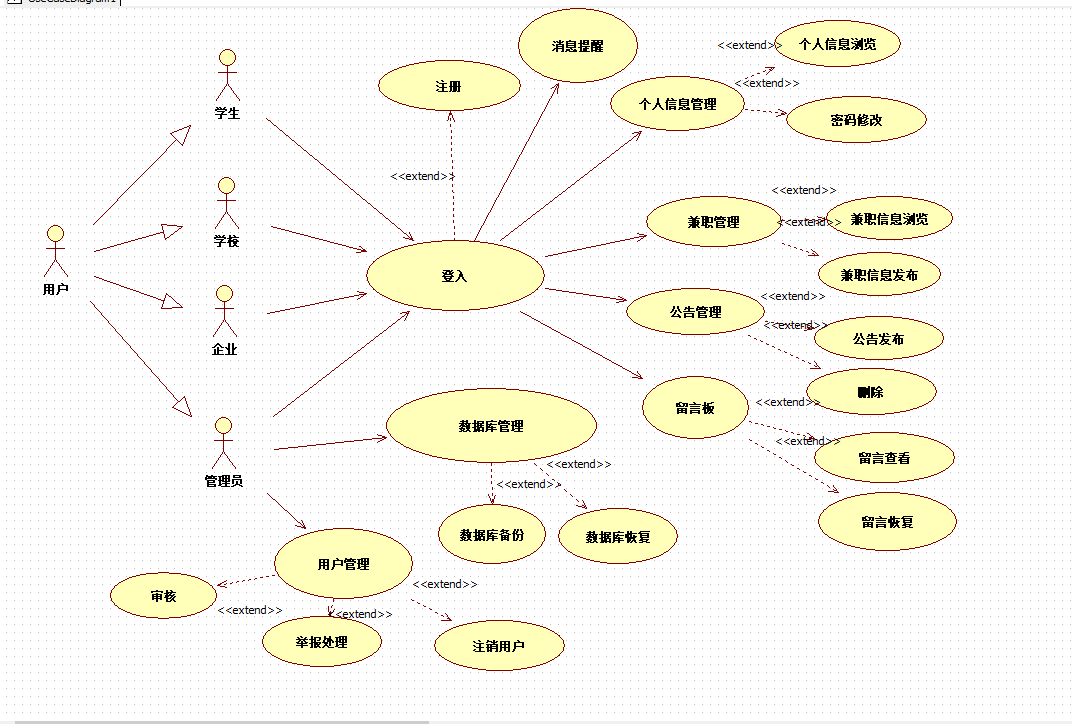 UseCaseDiagram1
消息提醒
<<extend>>
个人信息浏览
学生
注册
个人信息管理
<<extend>>
密码修改
<<extend>>
学校
<<extend>>
兼职管理
<<extend>>
兼职信息浏览
用户
登入
兼职信息发布
企业
公告管理
<<extend>>
<<extend>>
公告发布
删除
留言板
<<extend>>
管理员
数据库管理
<<extend>>
留言查看
<<extend>>
<<extend>>
数据库备份
数据库恢复
留言恢复
用户管理
审核
<<extend>>
<<extend>>
<<extend>>
举报处理
注销用户